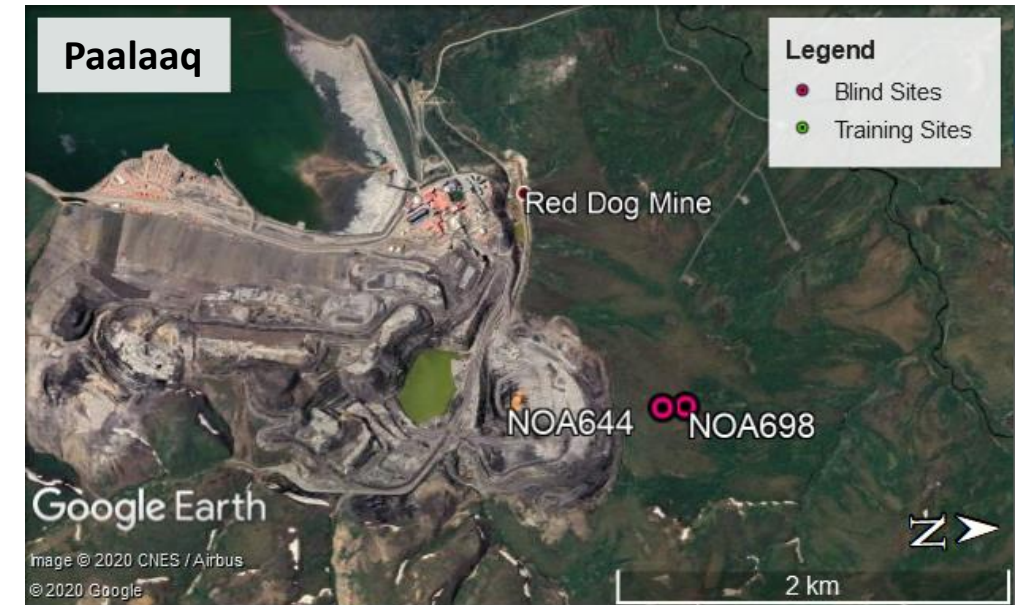 Paalaaq
Legend
Blind Sites
Training Sites
Red Dog Mine
NOA644
NOA698
Google Earth
Image © 2020 CNES / Airbus
© 2020 Google
N
2 km